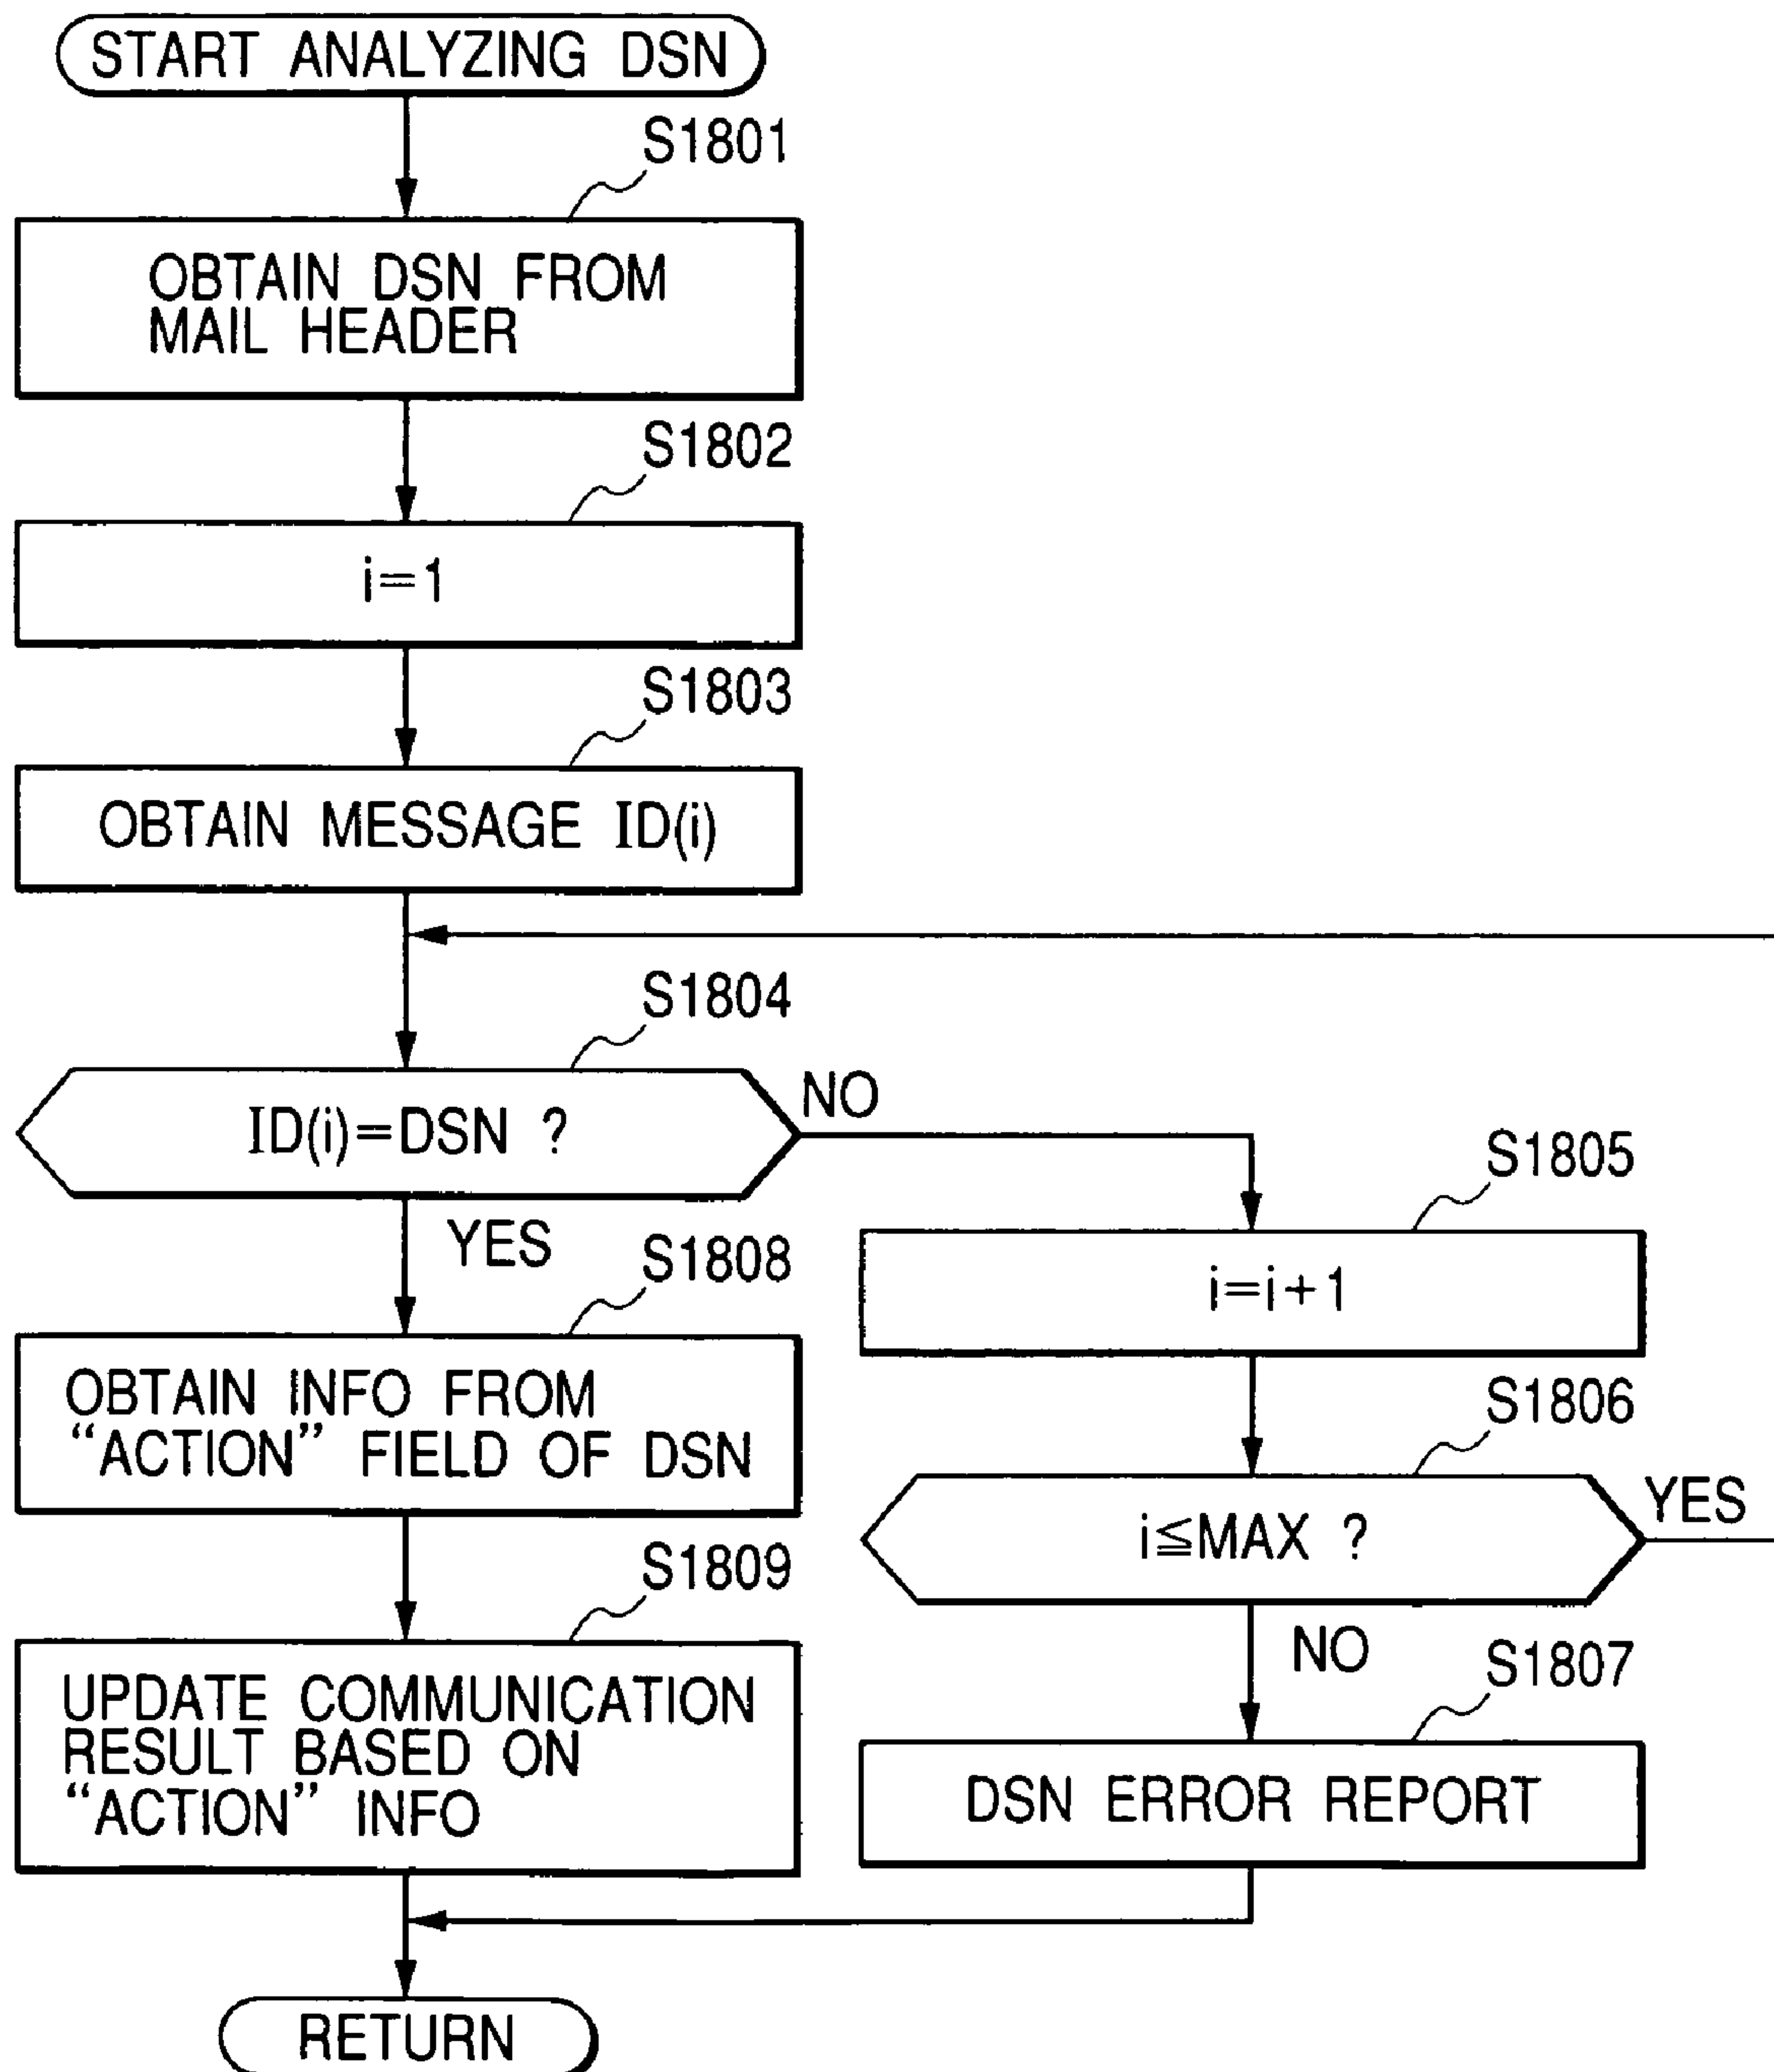 START ANALYZING DSN
S1801
OBTAIN DSN FROM
MAIL HEADER
S1802
i=1
S1803
OBTAIN MESSAGE ID(i)
S1804
ID(i)=DSN ?
NO
YES
S1805
i=i+1
S1806
i≦MAX ?
YES
NO
S1807
DSN ERROR REPORT
S1808
OBTAIN INFO FROM
“ACTION” FIELD OF DSN
S1809
UPDATE COMMUNICATION
RESULT BASED ON
“ACTION” INFO
RETURN